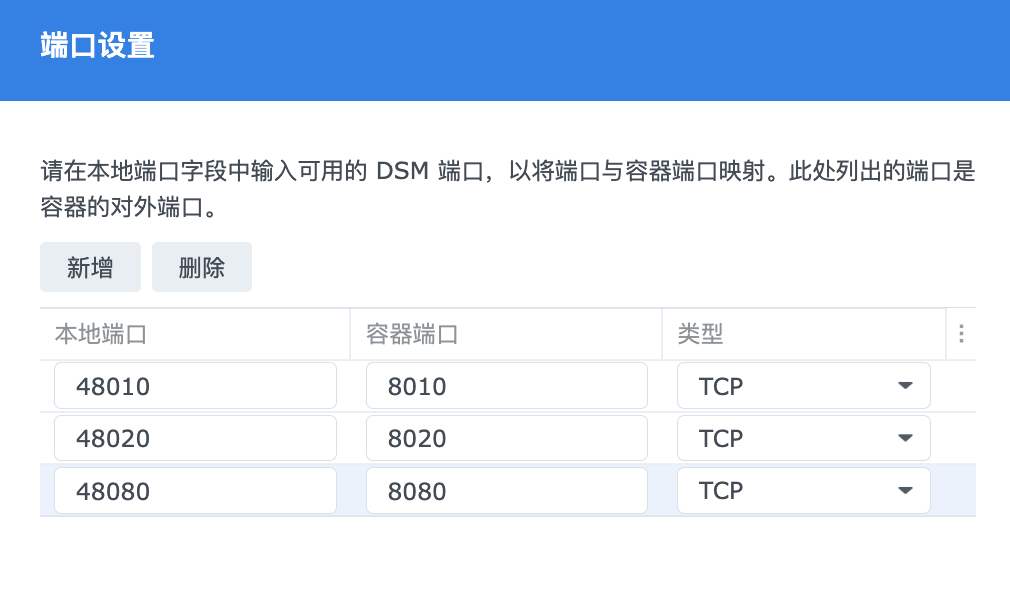 端口设置
请在本地端口字段中输入可用的 DSM 端口，以将端口与容器端口映射。此处列出的端口是
容器的对外端口。
新增 删除
本地端口 容器端口 类型
48010 8010 TCP
48020 8020 TCP
48080 8080 TCP